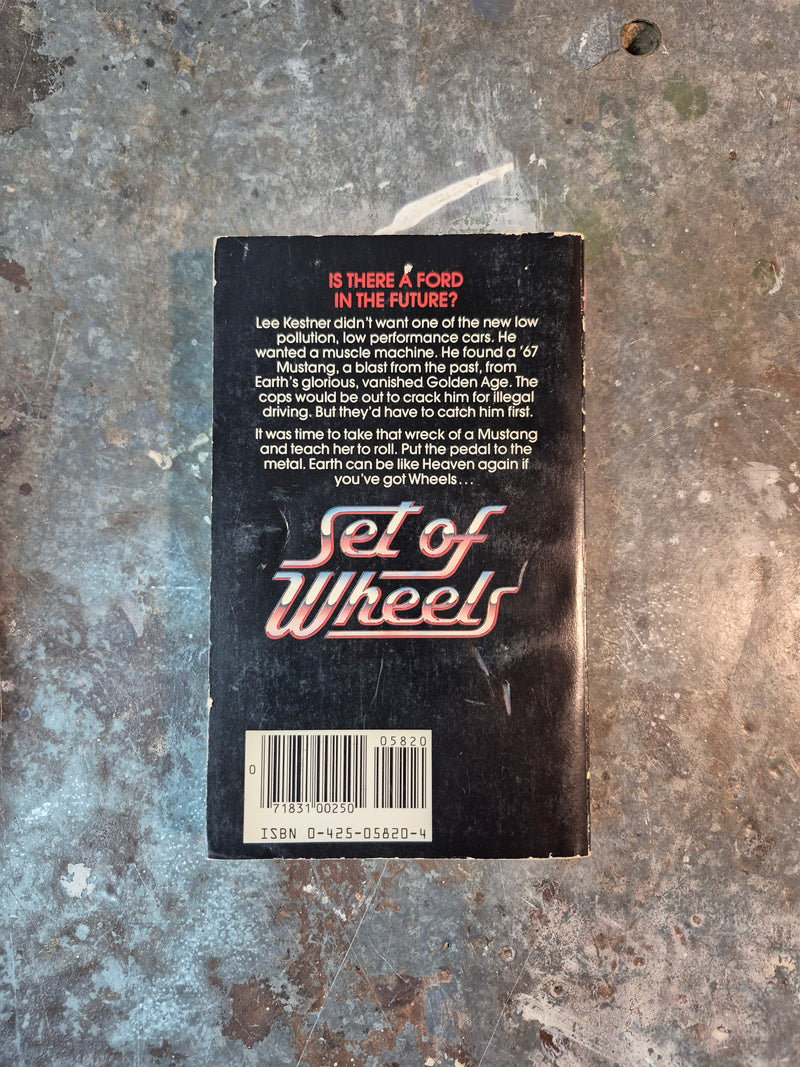 IS THERE A FORD
IN THE FUTURE?
Lee Kestner didn't want one of the new low
pollution, low performance cars. He
wanted a muscle machine. He found a '67
Mustang, a blast from the past, from
Earth's glorious, vanished Golden Age. The
cops would be out to crack him for illegal
driving. But they'd have to catch him first.
It was time to take that wreck of a Mustang
and teach her to roll. Put the pedal to the
metal. Earth can be like Heaven again if
you've got Wheels...
Set of
Wheels
05820
0
71831 00250
ISBN 0-425-05820-4